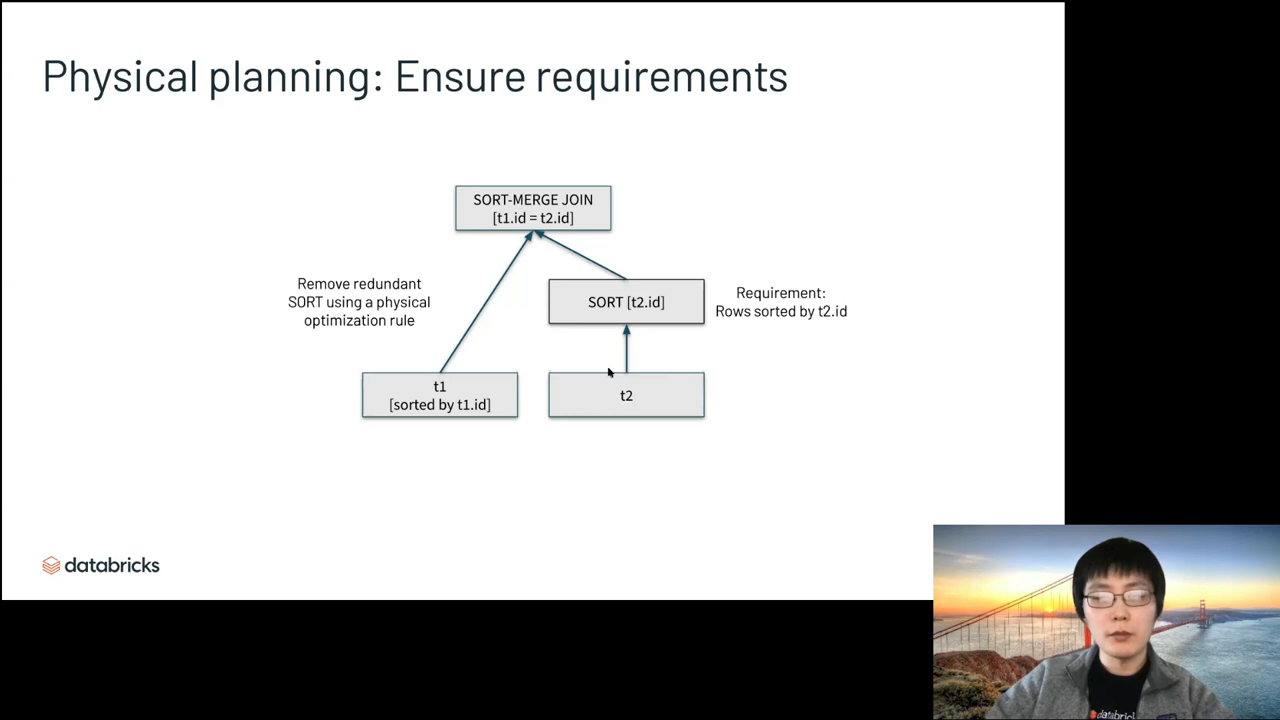 Physical planning: Ensure requirements
SORT-MERGE JOIN
[t1.id = t2.id]
Remove redundant
SORT using a physical
optimization rule
SORT [t2.id]
Requirement:
Rows sorted by t2.id
t1
[sorted by t1.id]
t2
databricks
databric